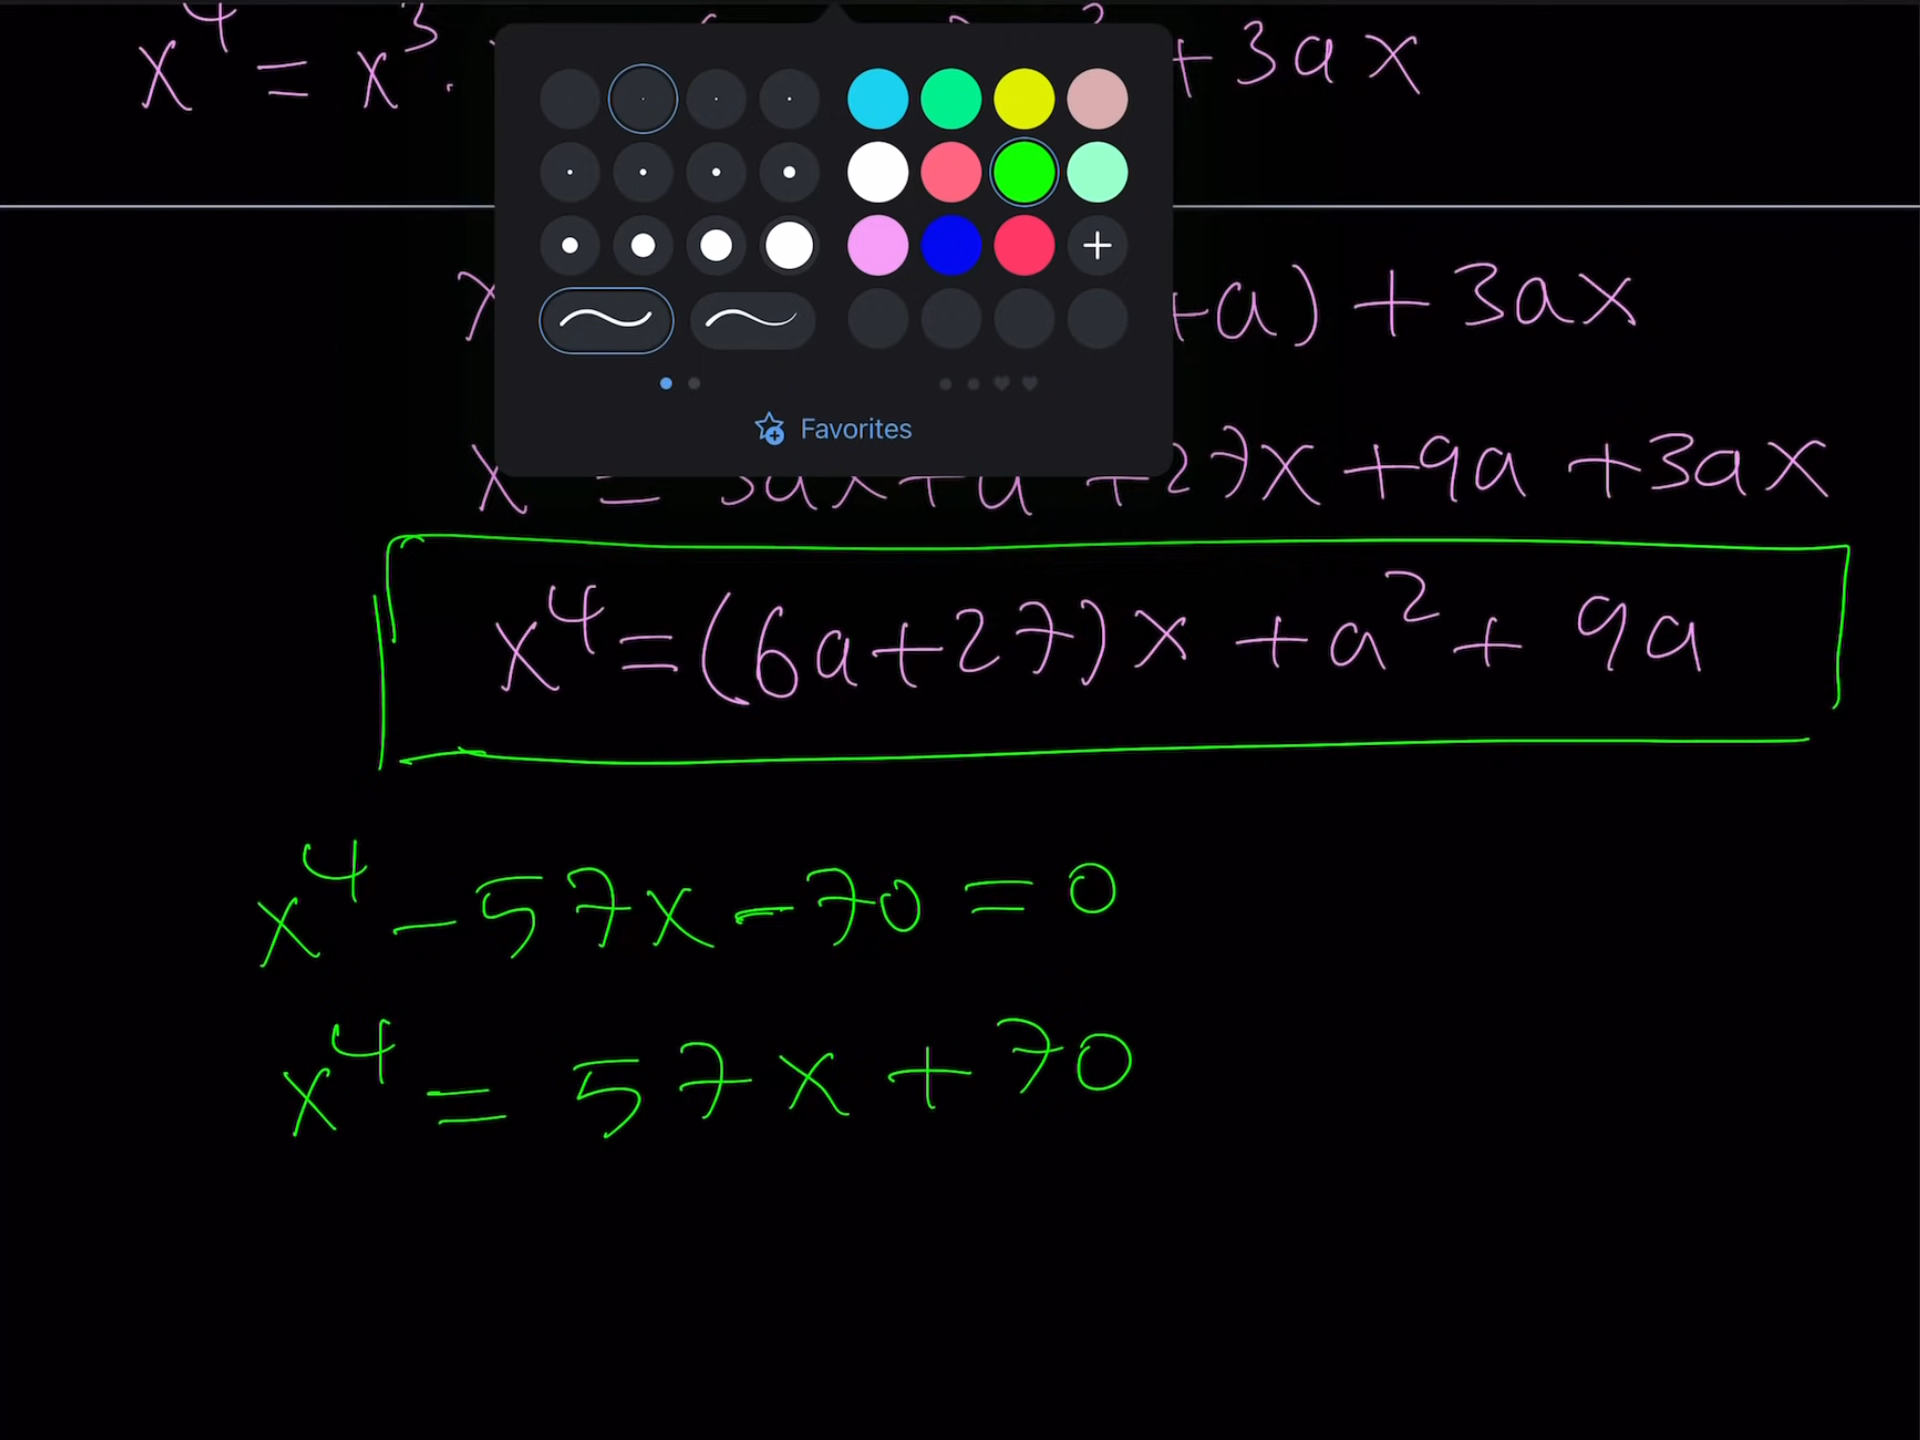 x⁴ = x³ · + 3ax
x +a) + 3ax
Favorites
x = 3ax + a + 27x + 9a + 3ax
x⁴ = (6a + 27)x + a² + 9a
x⁴ - 57x - 70 = 0
x⁴ = 57x + 70